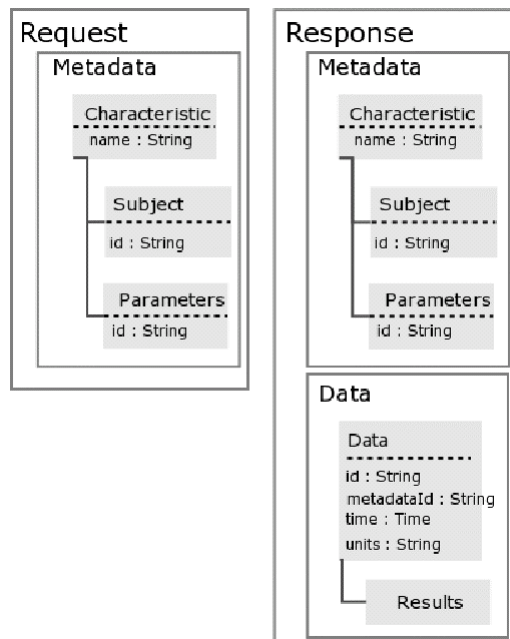 Request
Metadata
Characteristic
name : String
Subject
id : String
Parameters
id : String
Response
Metadata
Characteristic
name : String
Subject
id : String
Parameters
id : String
Data
Data
id : String
metadataId : String
time : Time
units : String
Results